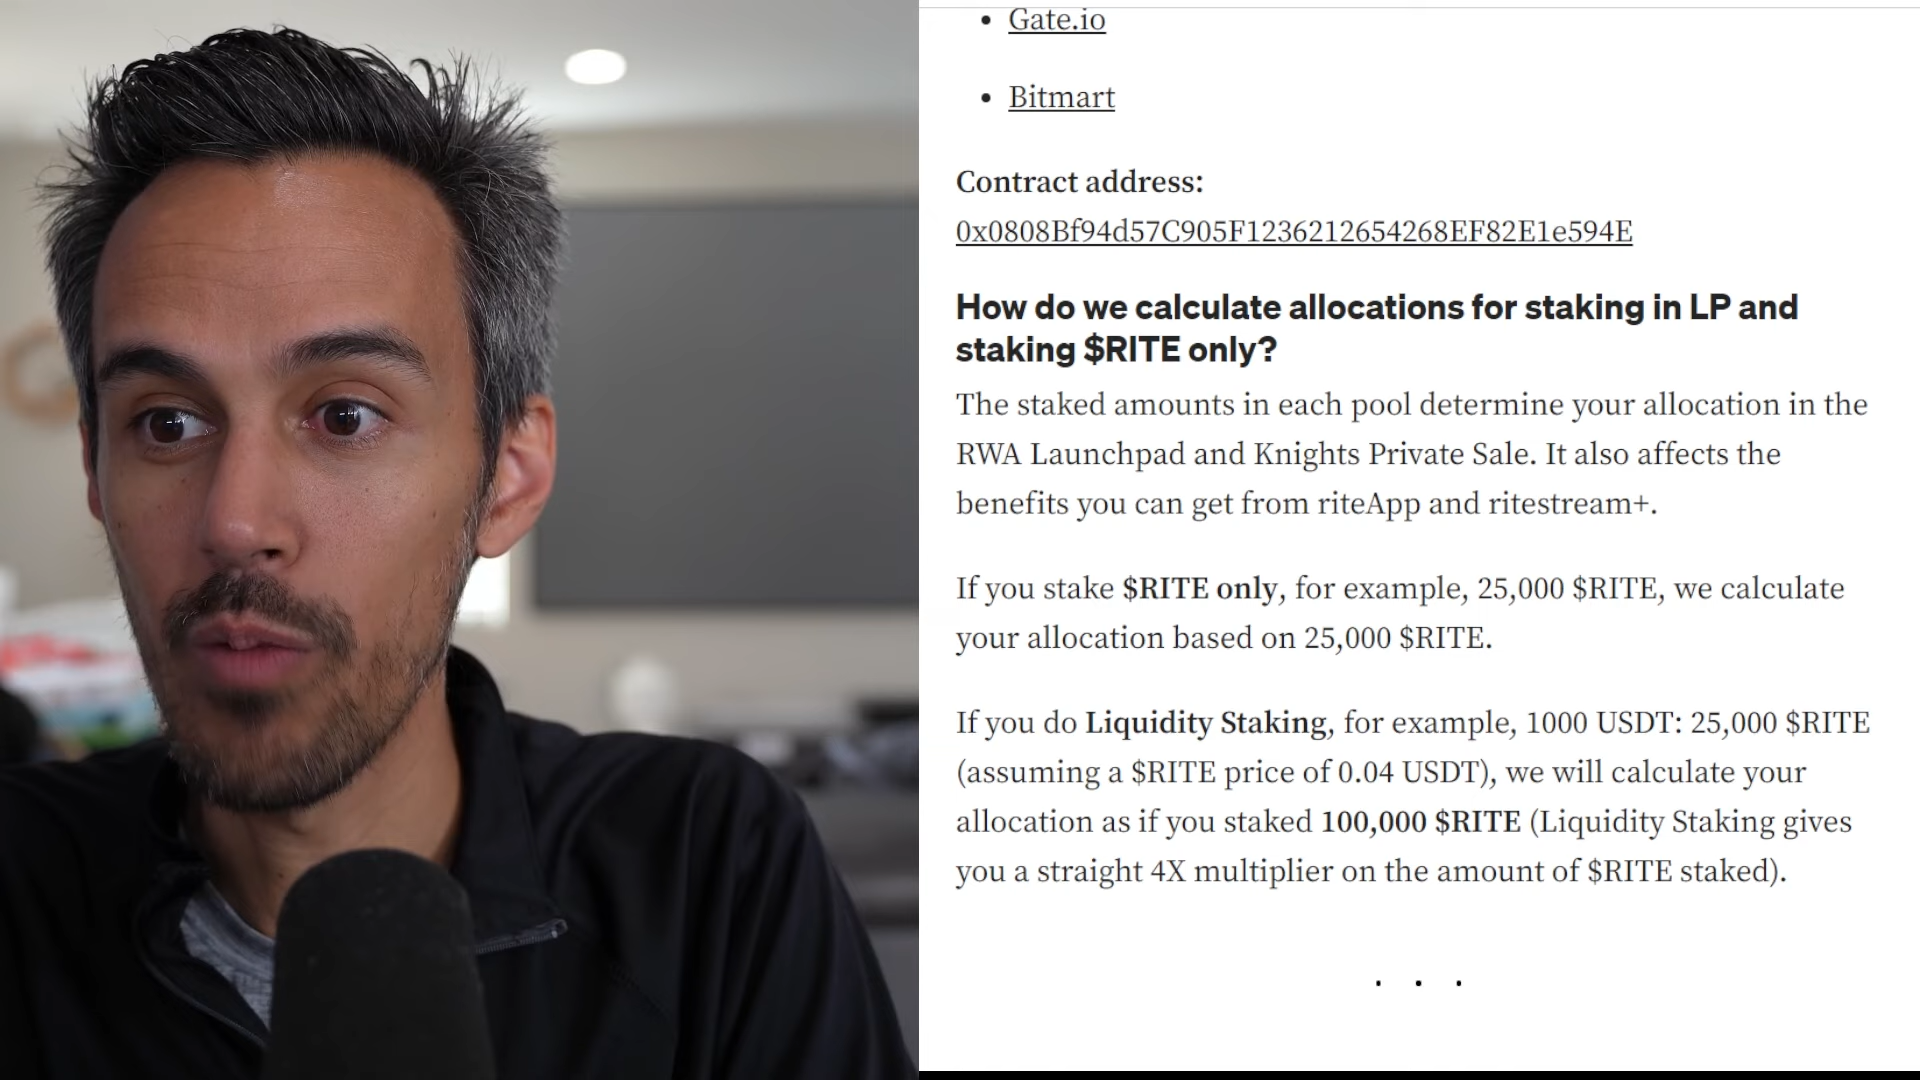 Gate.io
Bitmart
Contract address:
0x0808Bf94d57C905F1236212654268EF82E1e594E
How do we calculate allocations for staking in LP and
staking $RITE only?
The staked amounts in each pool determine your allocation in the
RWA Launchpad and Knights Private Sale. It also affects the
benefits you can get from riteApp and ritestream+.
If you stake $RITE only, for example, 25,000 $RITE, we calculate
your allocation based on 25,000 $RITE.
If you do Liquidity Staking, for example, 1000 USDT: 25,000 $RITE
(assuming a $RITE price of 0.04 USDT), we will calculate your
allocation as if you staked 100,000 $RITE (Liquidity Staking gives
you a straight 4X multiplier on the amount of $RITE staked).
. . .